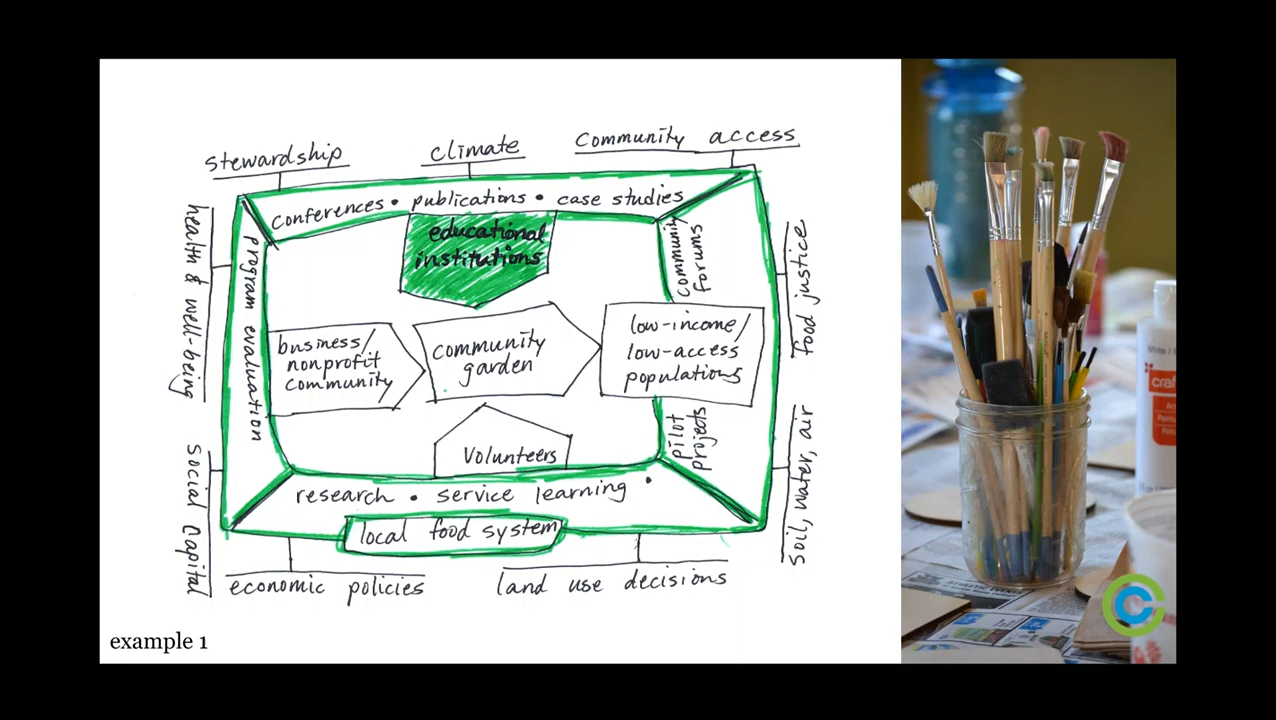 stewardship
climate
Community access
conferences • publications • case studies
educational
institutions
community
forums
health & well-being
program evaluation
food justice
business/
nonprofit
community
community
garden
low-income/
low-access
populations
Volunteers
pilot
projects
social capital
soil, water, air
research • service learning •
local food system
economic policies
land use decisions
example 1
White /